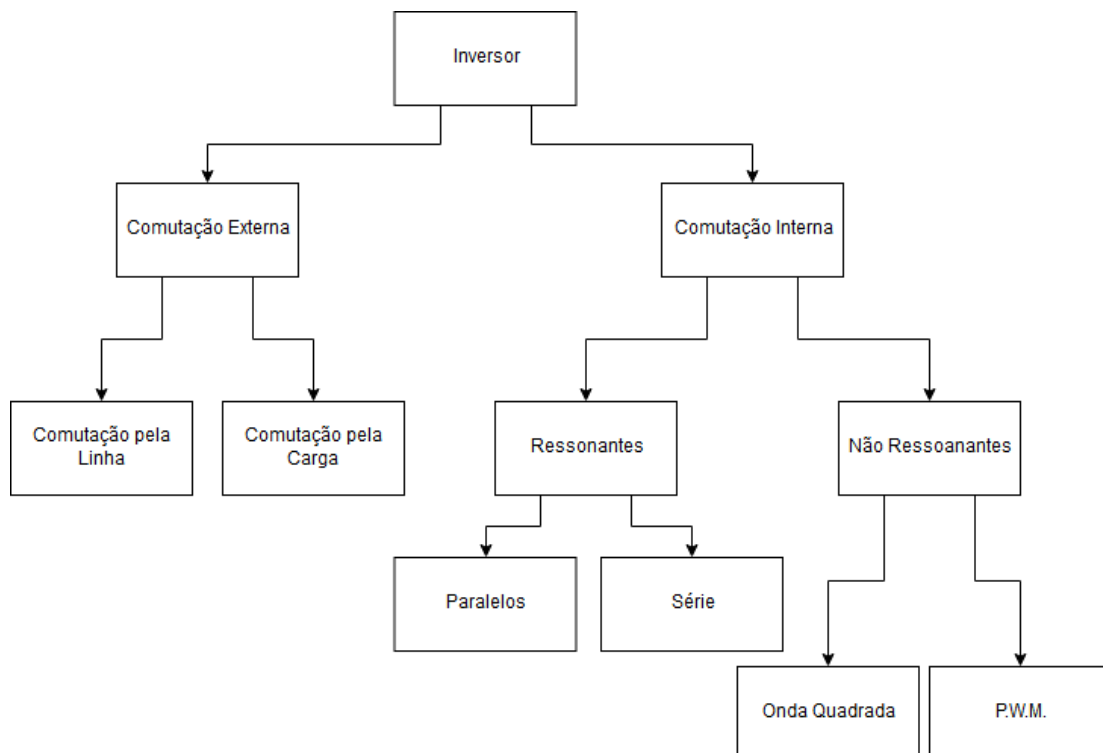 Inversor
Comutação Externa
Comutação Interna
Comutação pela
Linha
Comutação pela
Carga
Ressonantes
Não Ressoanantes
Paralelos
Série
Onda Quadrada
P.W.M.